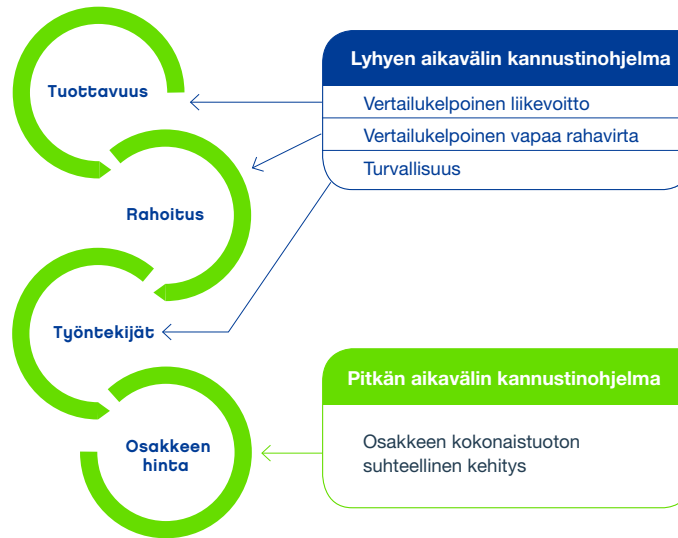 Tuottavuus
Rahoitus
Työntekijät
Osakkeen
hinta
Lyhyen aikavälin kannustinohjelma
Vertailukelpoinen liikevoitto
Vertailukelpoinen vapaa rahavirta
Turvallisuus
Pitkän aikavälin kannustinohjelma
Osakkeen kokonaistuoton
suhteellinen kehitys